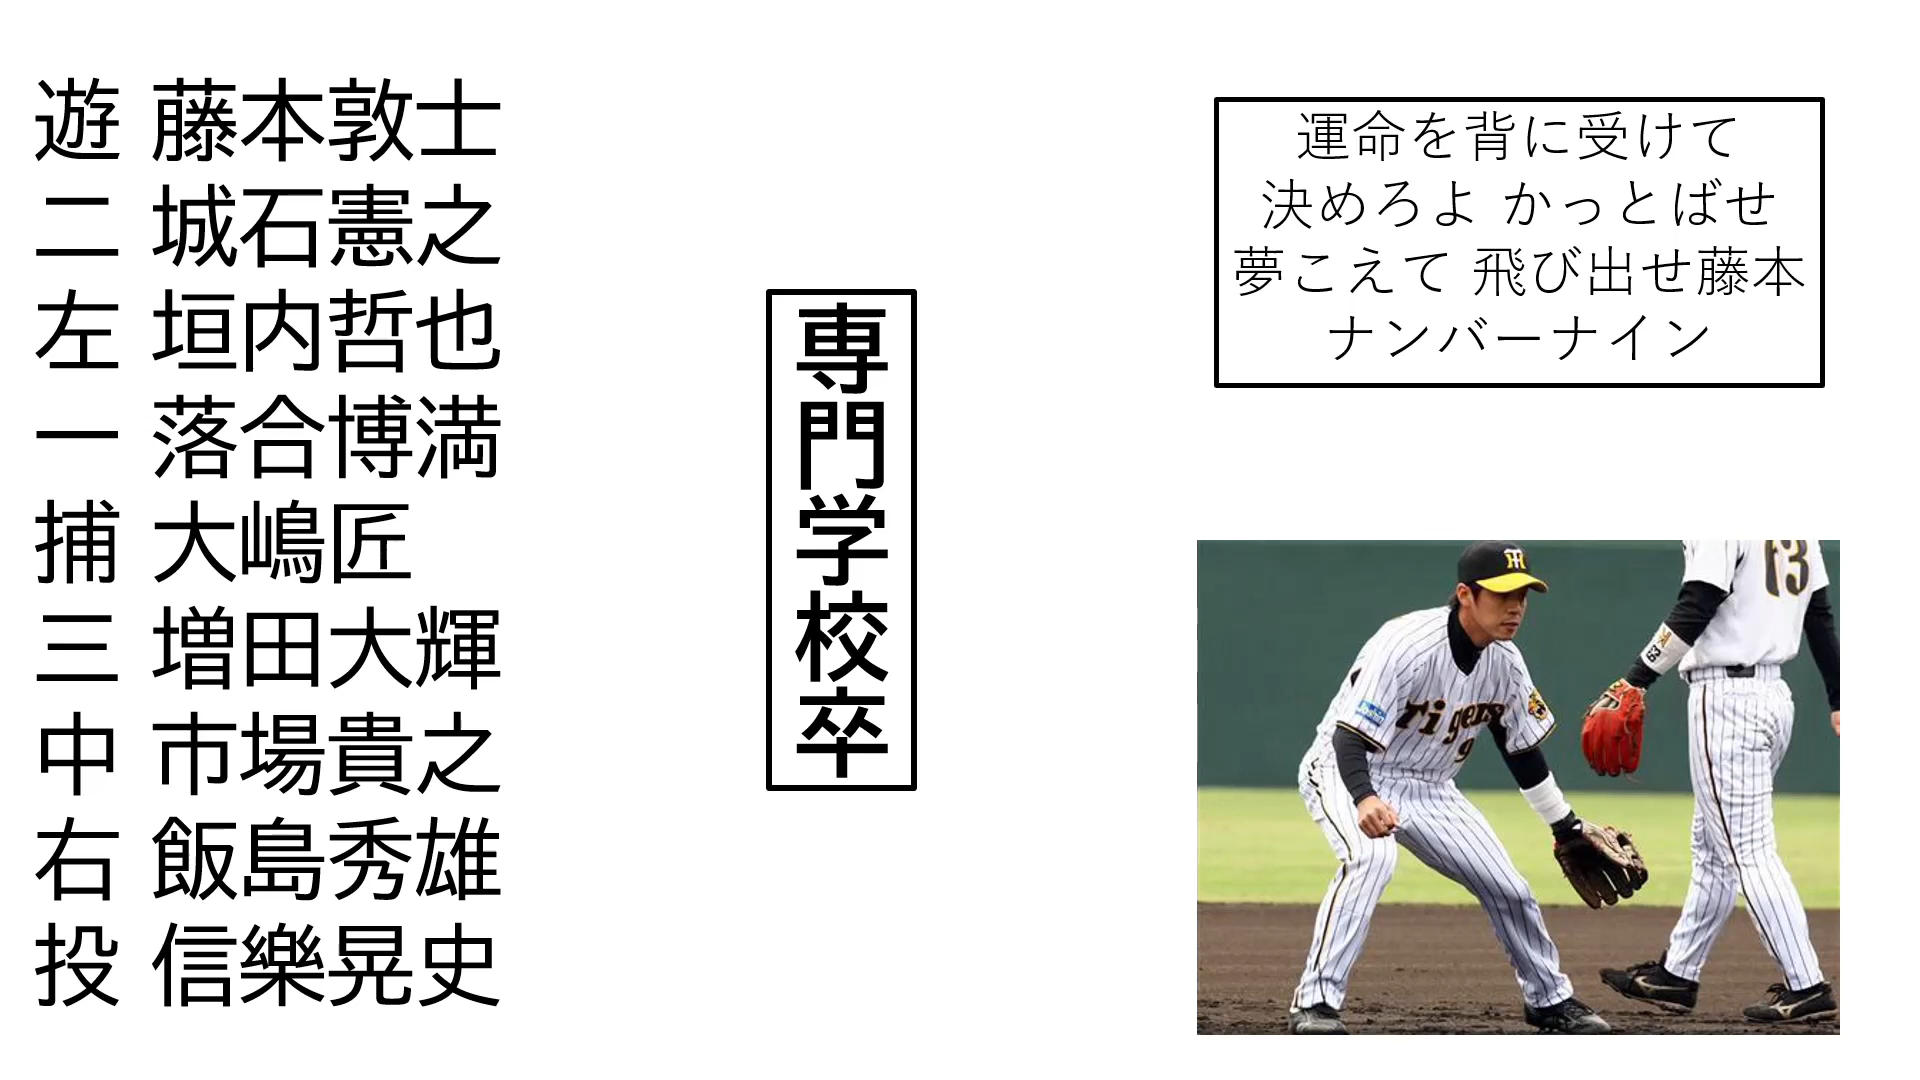 遊 藤本敦士
二 城石憲之
左 垣内哲也
一 落合博満
捕 大嶋匠
三 増田大輝
中 市場貴之
右 飯島秀雄
投 信樂晃史
専門学校卒
運命を背に受けて
決めろよ かっとばせ
夢こえて 飛び出せ藤本
ナンバーナイン
Tigers
9
63